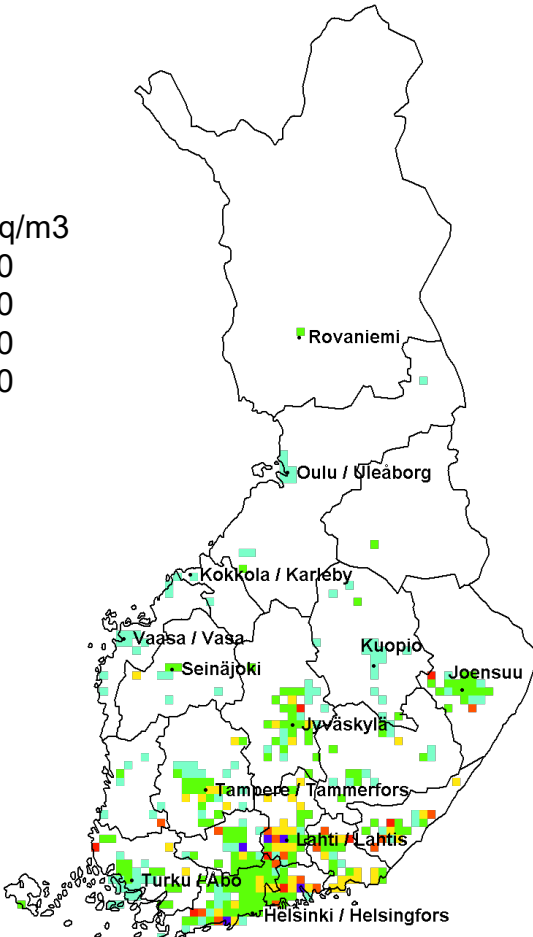 q/m3
0
0
0
0
Rovaniemi
Oulu / Uleåborg
Kokkola / Karleby
Vaasa / Vasa
Kuopio
Seinäjoki
Joensuu
Jyväskylä
Tampere / Tammerfors
Lahti / Lahtis
Turku / Åbo
Helsinki / Helsingfors